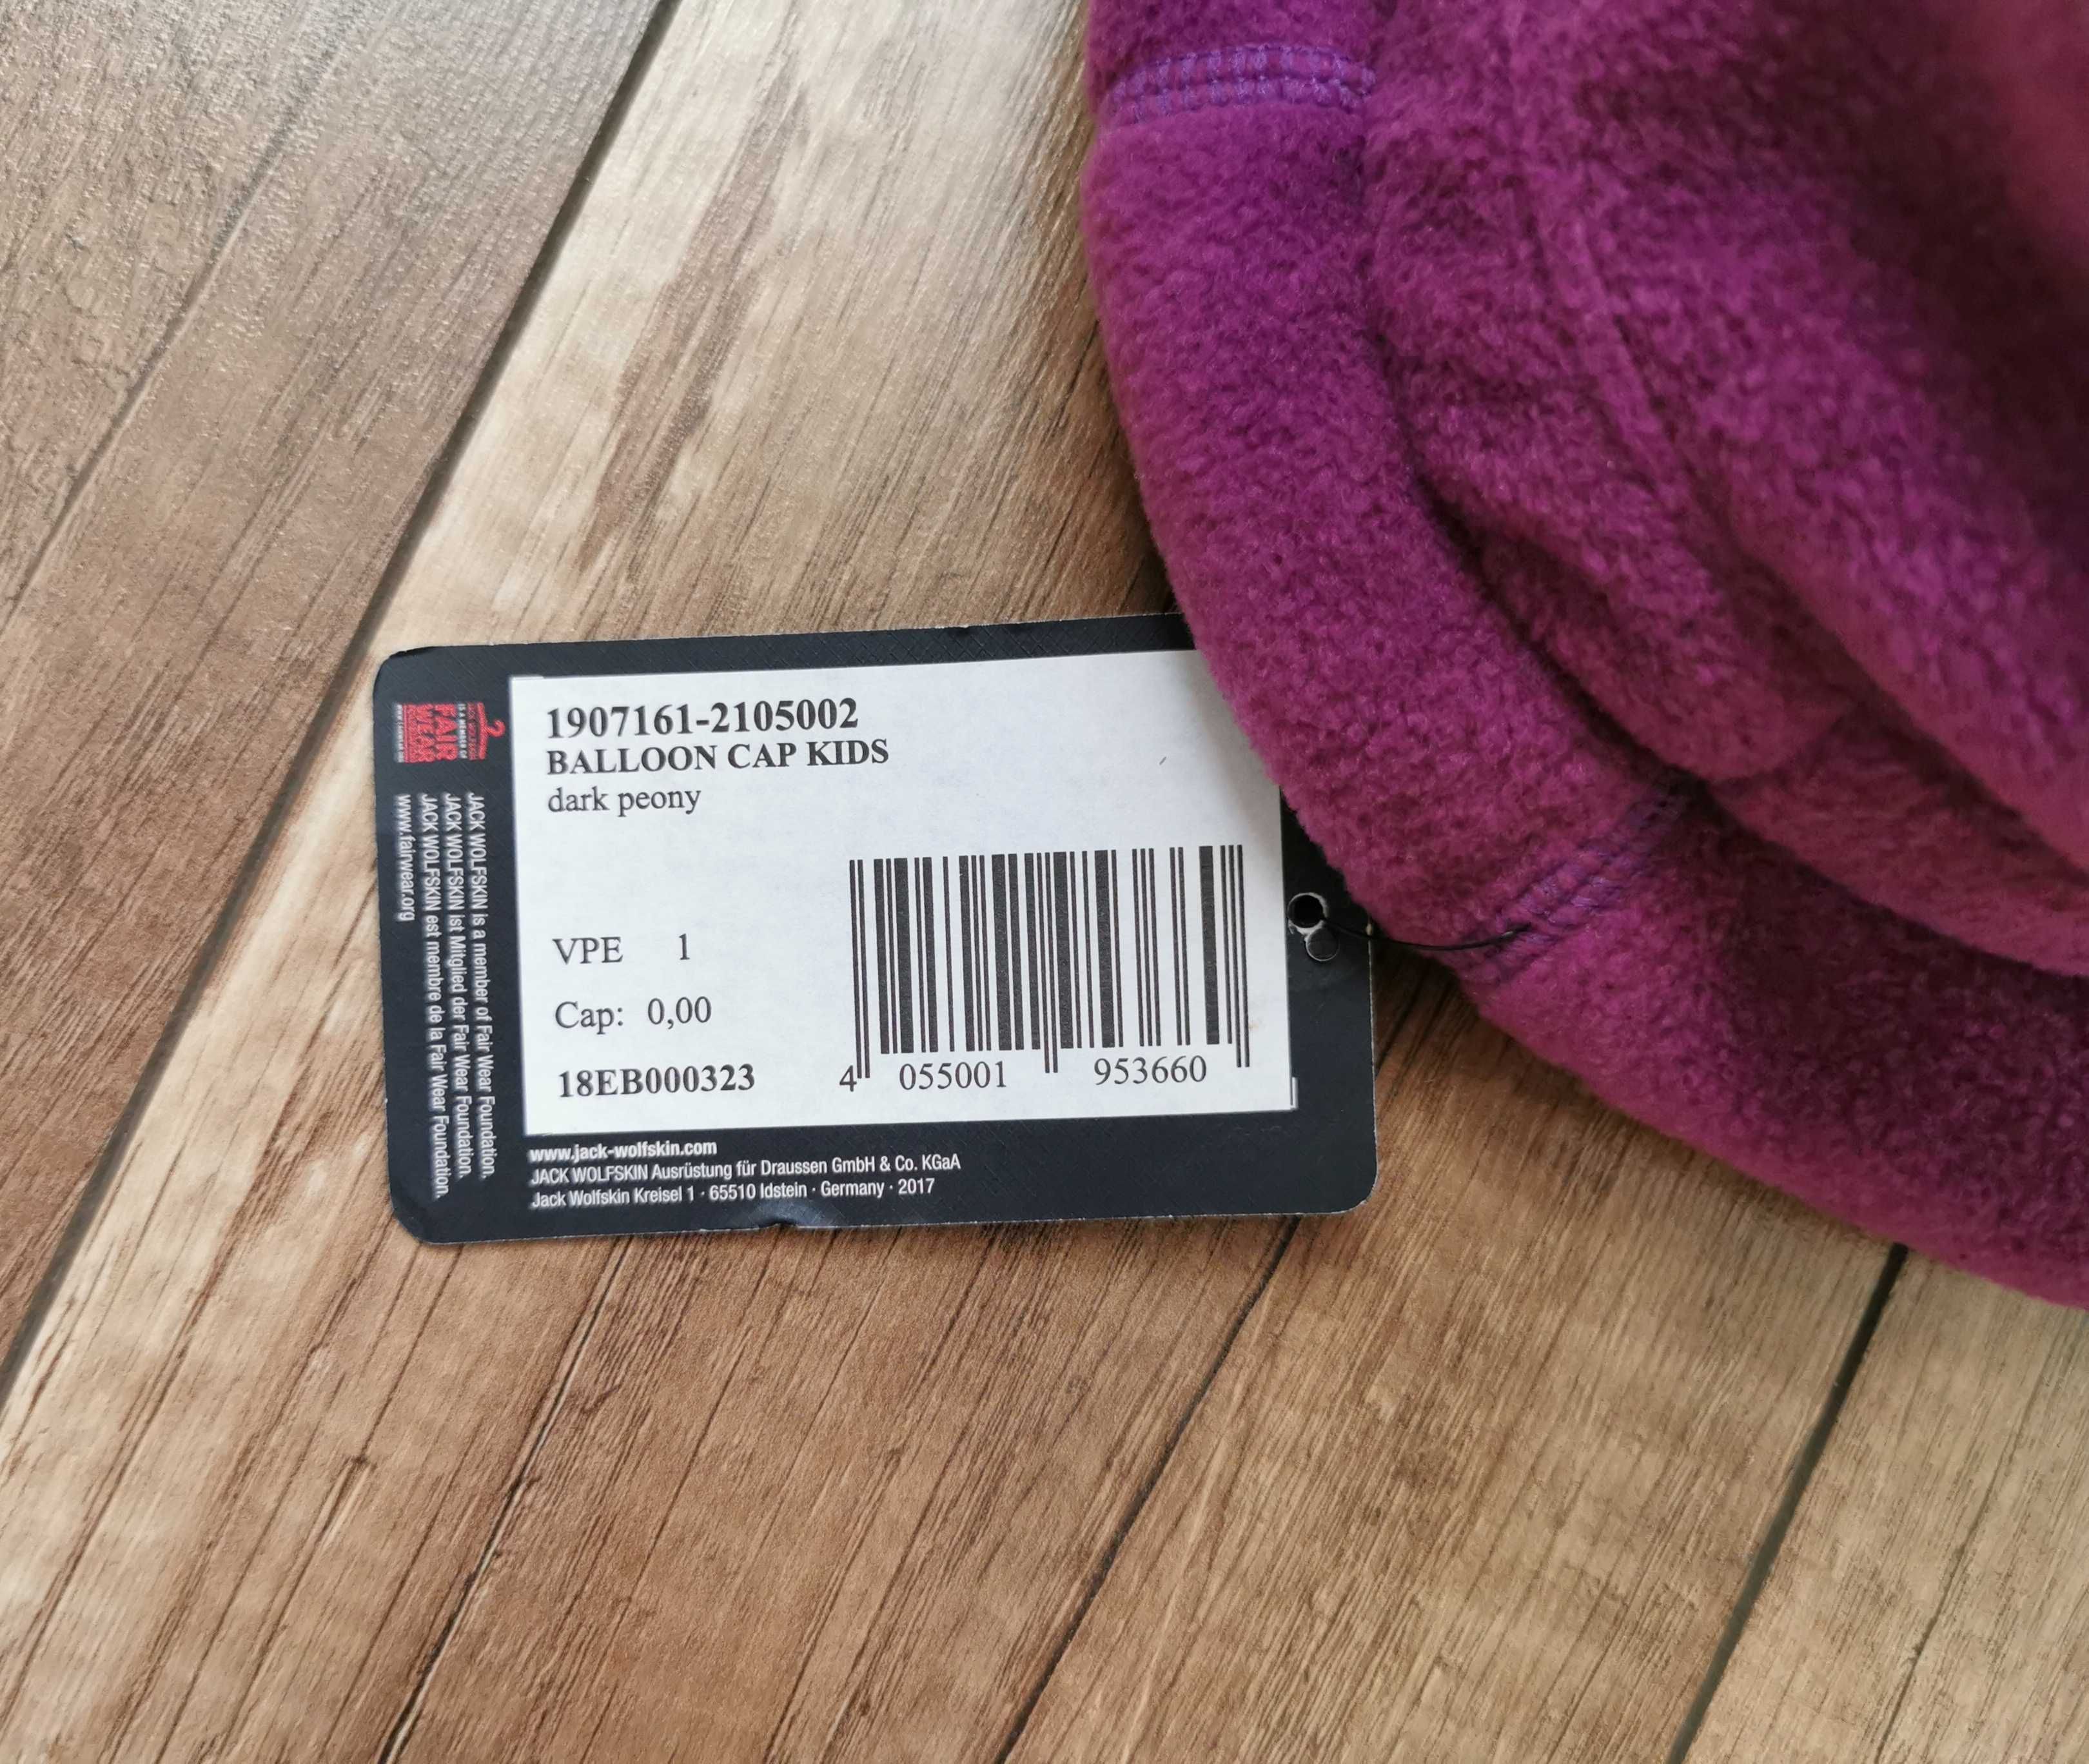 1907161-2105002
BALLOON CAP KIDS
dark peony
VPE 1
Cap: 0,00
18EB000323
4 055001 953660
www.jack-wolfskin.com
JACK WOLFSKIN Ausrüstung für Draussen GmbH & Co. KGaA
Jack Wolfskin Kreisel 1 · 65510 Idstein · Germany · 2017
IS A MEMBER OF
FAIR
WEAR
JACK WOLFSKIN is a member of Fair Wear Foundation.
JACK WOLFSKIN ist Mitglied der Fair Wear Foundation.
JACK WOLFSKIN est membre de la Fair Wear Foundation.
www.fairwear.org